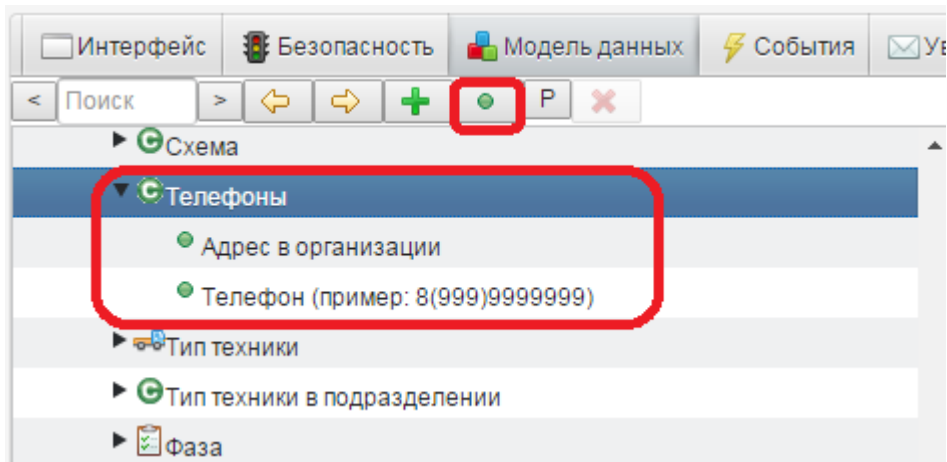 Интерфейс Безопасность Модель данных События Ув
< Поиск > P
Схема
Телефоны
Адрес в организации
Телефон (пример: 8(999)9999999)
Тип техники
Тип техники в подразделении
Фаза